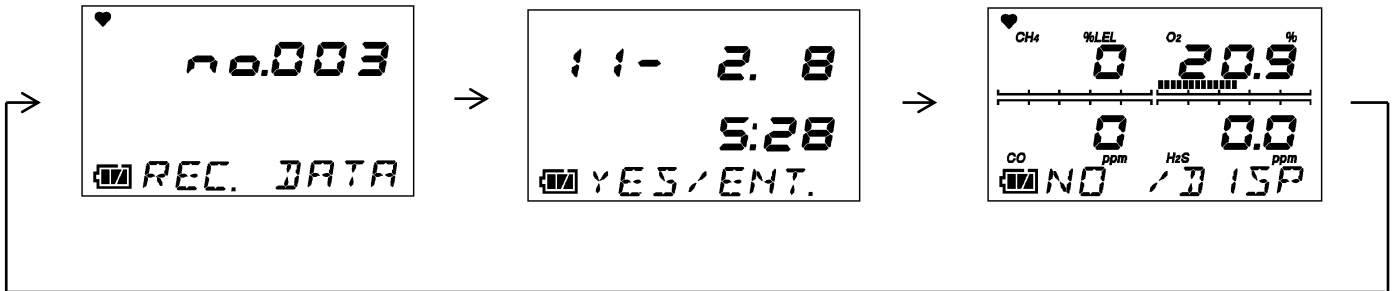 no.003
REC. DATA
11- 2. 8
5:28
YES/ENT.
CH4 %LEL O2 %
0 20.9
0 0.0
CO ppm H2S ppm
NO /DISP